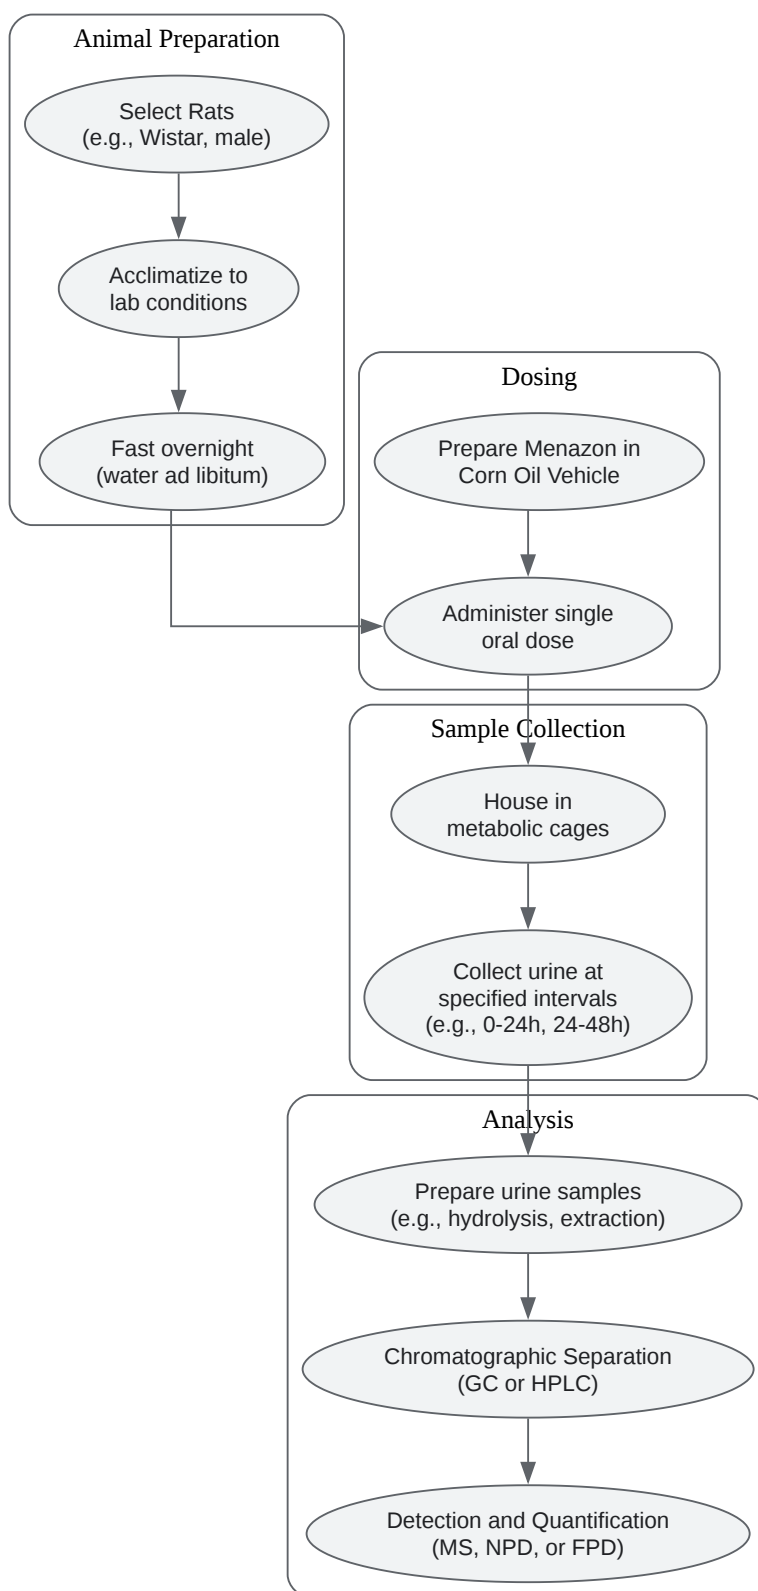 Animal Preparation
Select Rats
(e.g., Wistar, male)
Acclimatize to
lab conditions
Fast overnight
(water ad libitum)
Dosing
Prepare Menazon in
Corn Oil Vehicle
Administer single
oral dose
Sample Collection
House in
metabolic cages
Collect urine at
specified intervals
(e.g., 0-24h, 24-48h)
Analysis
Prepare urine samples
(e.g., hydrolysis, extraction)
Chromatographic Separation
(GC or HPLC)
Detection and Quantification
(MS, NPD, or FPD)